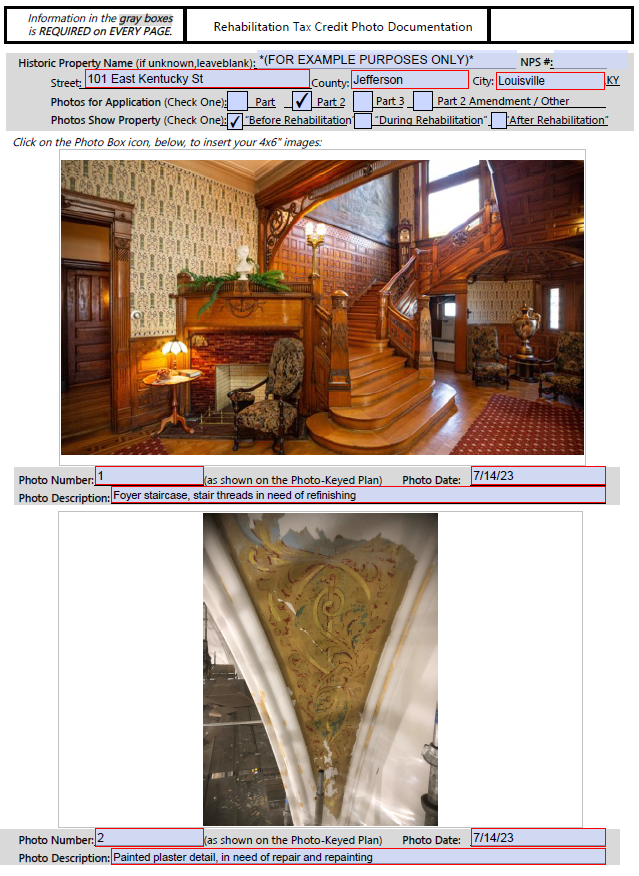 Information in the gray boxes
is REQUIRED on EVERY PAGE.
Rehabilitation Tax Credit Photo Documentation
Historic Property Name (if unknown,leaveblank): *(FOR EXAMPLE PURPOSES ONLY)* NPS #:
Street: 101 East Kentucky St County: Jefferson City: Louisville KY
Photos for Application (Check One): Part ✓ Part 2 Part 3 Part 2 Amendment / Other
Photos Show Property (Check One): ✓ "Before Rehabilitation" "During Rehabilitation" "After Rehabilitation"
Click on the Photo Box icon, below, to insert your 4x6" images:
Photo Number: 1 (as shown on the Photo-Keyed Plan) Photo Date: 7/14/23
Photo Description: Foyer staircase, stair threads in need of refinishing
Photo Number: 2 (as shown on the Photo-Keyed Plan) Photo Date: 7/14/23
Photo Description: Painted plaster detail, in need of repair and repainting